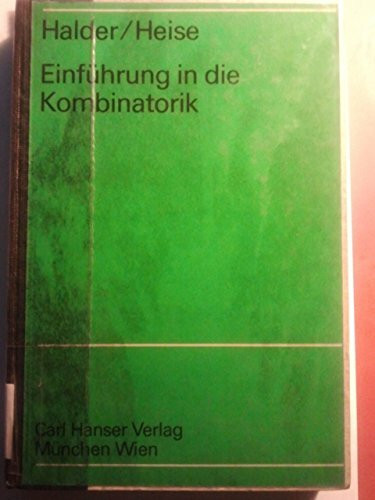 Halder/Heise
Einführung in die
Kombinatorik
Carl Hanser Verlag
München Wien